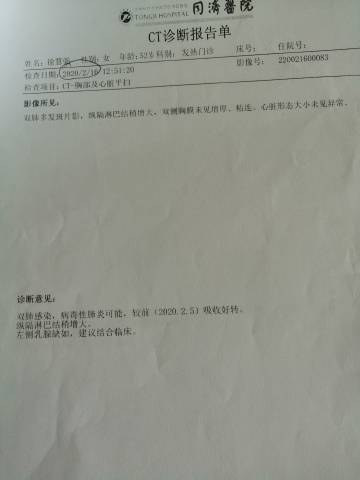 TONGJI HOSPITAL 同濟醫院
CT诊断报告单
姓名: 性别: 女 年龄: 52岁 科别: 发热门诊 床号: 住院号:
检查日期: 2020/2/16 12:51:20 影像号: 220021600083
检查项目: CT-胸部及心脏平扫
影像所见:
双肺多发斑片影,纵隔淋巴结稍增大,双侧胸膜未见增厚、粘连。心脏形态大小未见异常。
诊断意见:
双肺感染,病毒性肺炎可能,较前(2020.2.5)吸收好转。
纵隔淋巴结稍增大。
左侧乳腺缺如,建议结合临床。